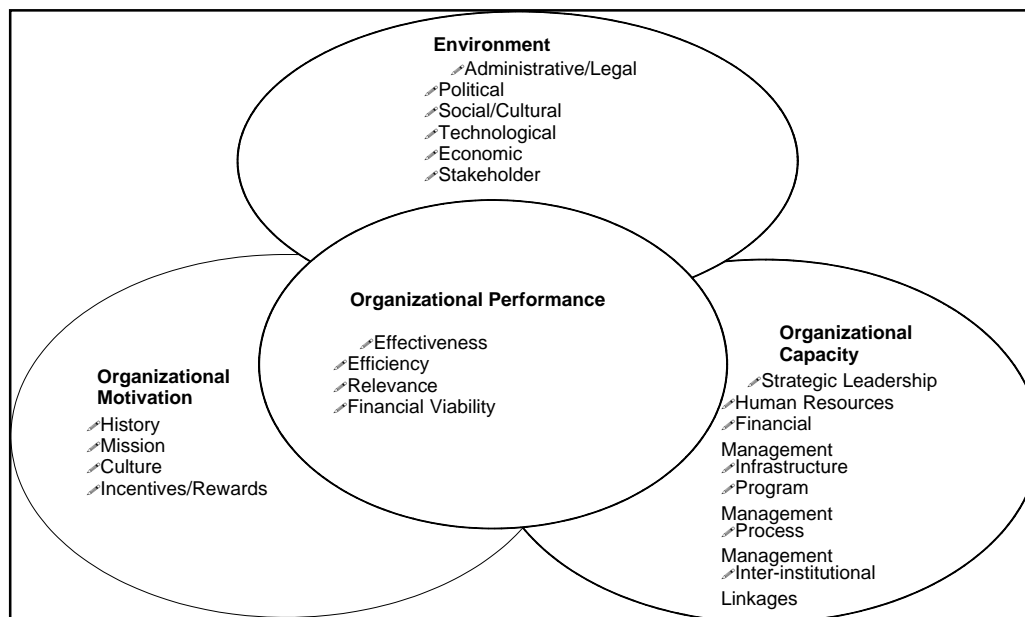 Environment
Administrative/Legal
Political
Social/Cultural
Technological
Economic
Stakeholder
Organizational Performance
Effectiveness
Efficiency
Relevance
Financial Viability
Organizational
Motivation
History
Mission
Culture
Incentives/Rewards
Organizational
Capacity
Strategic Leadership
Human Resources
Financial
Management
Infrastructure
Program
Management
Process
Management
Inter-institutional
Linkages